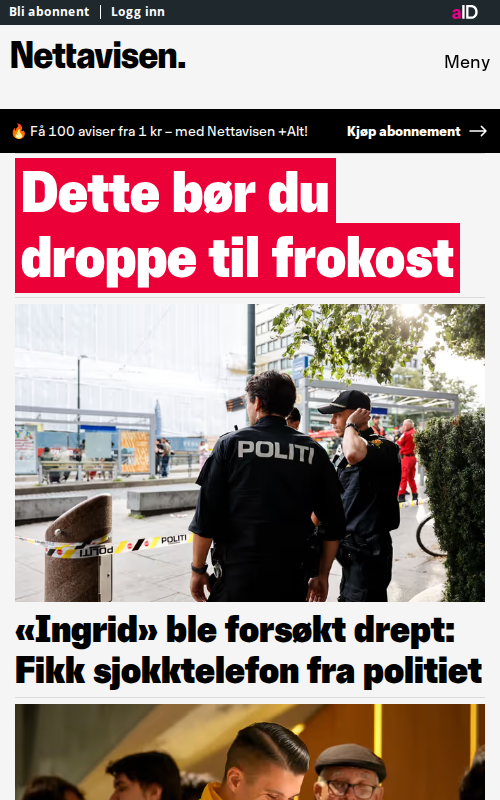 Bli abonnent | Logg inn
aID
Nettavisen.
Meny
🔥 Få 100 aviser fra 1 kr – med Nettavisen +Alt!
Kjøp abonnement →
Dette bør du
droppe til frokost
POLITI
POLITI
POLITI
«Ingrid» ble forsøkt drept:
Fikk sjokktelefon fra politiet